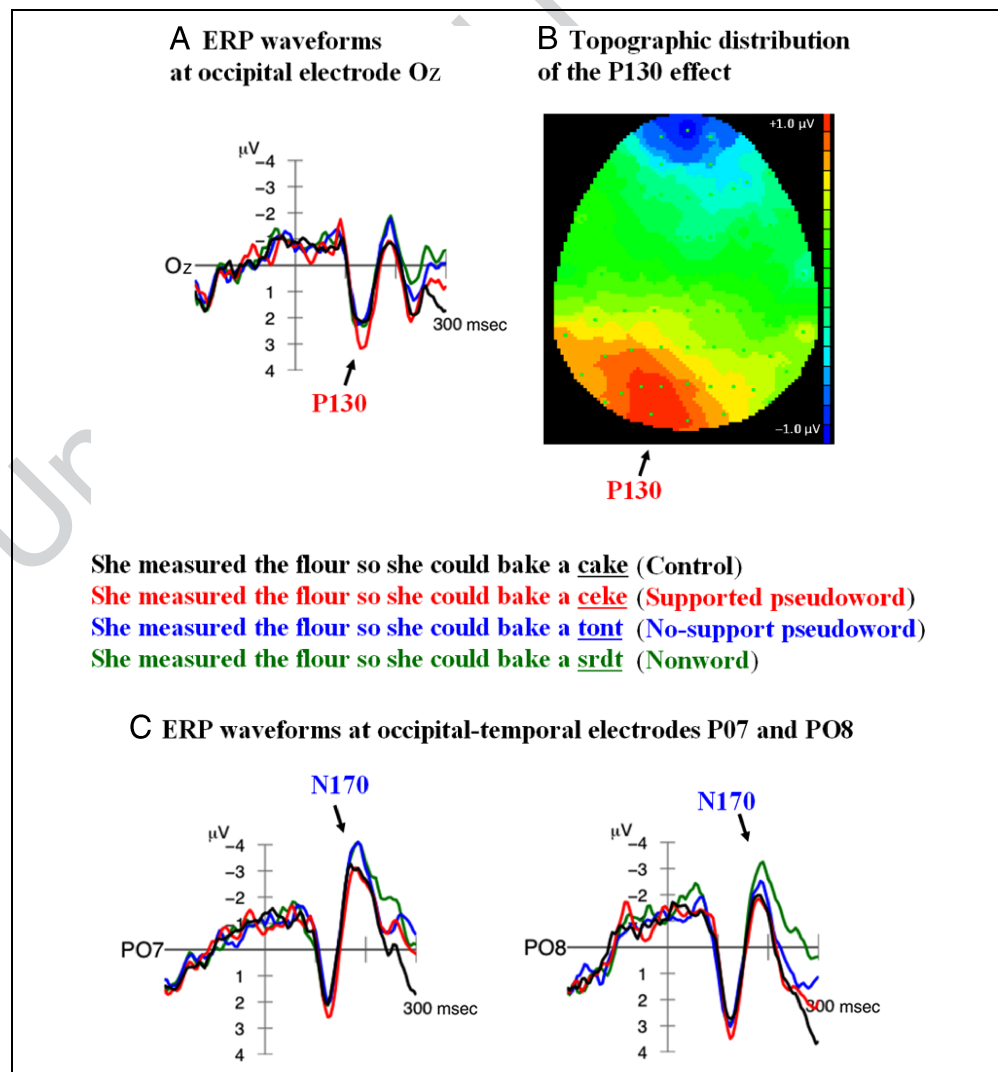 A ERP waveforms
at occipital electrode Oz
B Topographic distribution
of the P130 effect
µV
−4
−3
−2
−1
Oz
1
2
3
4
300 msec
P130
+1.0 µV
−1.0 µV
P130
She measured the flour so she could bake a cake (Control)
She measured the flour so she could bake a ceke (Supported pseudoword)
She measured the flour so she could bake a tont (No-support pseudoword)
She measured the flour so she could bake a srdt (Nonword)
C ERP waveforms at occipital-temporal electrodes P07 and PO8
N170
µV
−4
−3
−2
−1
PO7
1
2
3
4
300 msec
N170
µV
−4
−3
−2
−1
PO8
1
2
3
4
300 msec